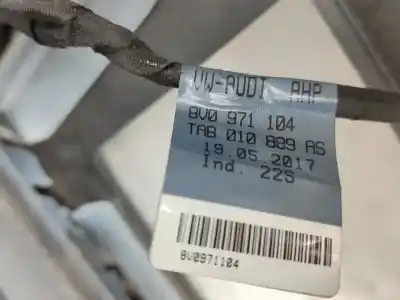 VW-AUDI AHP
8V0 971 104
TAB 010 889 AS
19.05.2017
Ind. 22S
8V0971104